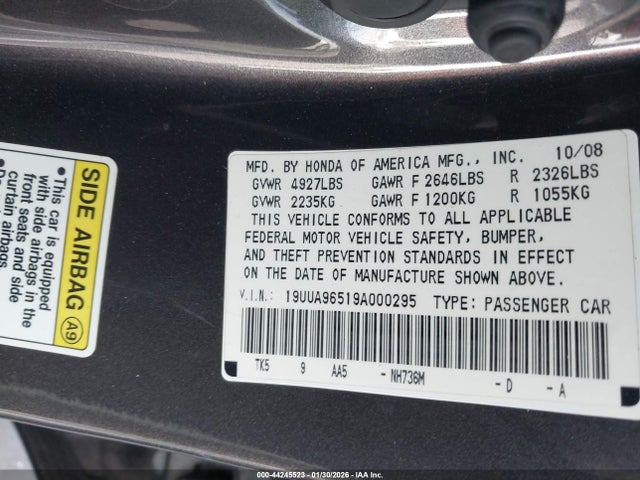 SIDE AIRBAG A9
• This car is equipped
with side airbags in the
front seats and side
curtain airbags.
MFD. BY HONDA OF AMERICA MFG., INC. 10/08
GVWR 4927LBS GAWR F 2646LBS R 2326LBS
GVWR 2235KG GAWR F 1200KG R 1055KG
THIS VEHICLE CONFORMS TO ALL APPLICABLE
FEDERAL MOTOR VEHICLE SAFETY, BUMPER,
AND THEFT PREVENTION STANDARDS IN EFFECT
ON THE DATE OF MANUFACTURE SHOWN ABOVE.
V.I.N.: 19UUA96519A000295 TYPE: PASSENGER CAR
TK5 9 AA5 -NH736M -D -A
000-44245523 - 01/30/2026 - IAA Inc.